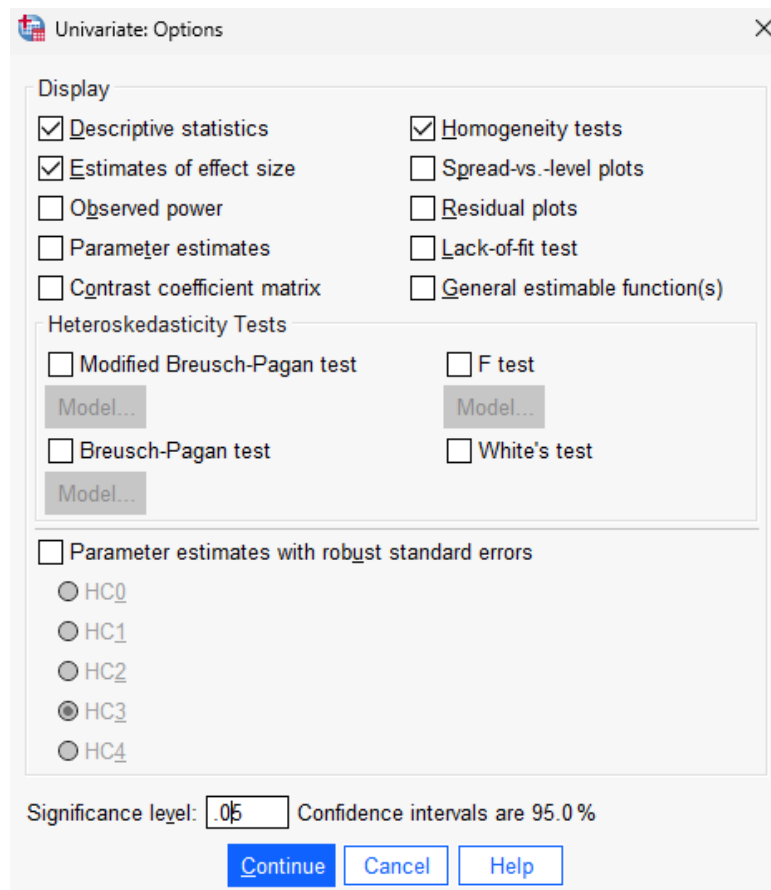 Univariate: Options
Display
Descriptive statistics
Homogeneity tests
Estimates of effect size
Spread-vs.-level plots
Observed power
Residual plots
Parameter estimates
Lack-of-fit test
Contrast coefficient matrix
General estimable function(s)
Heteroskedasticity Tests
Modified Breusch-Pagan test
F test
Model...
Model...
Breusch-Pagan test
White's test
Model...
Parameter estimates with robust standard errors
HC0
HC1
HC2
HC3
HC4
Significance level: .05 Confidence intervals are 95.0 %
Continue Cancel Help